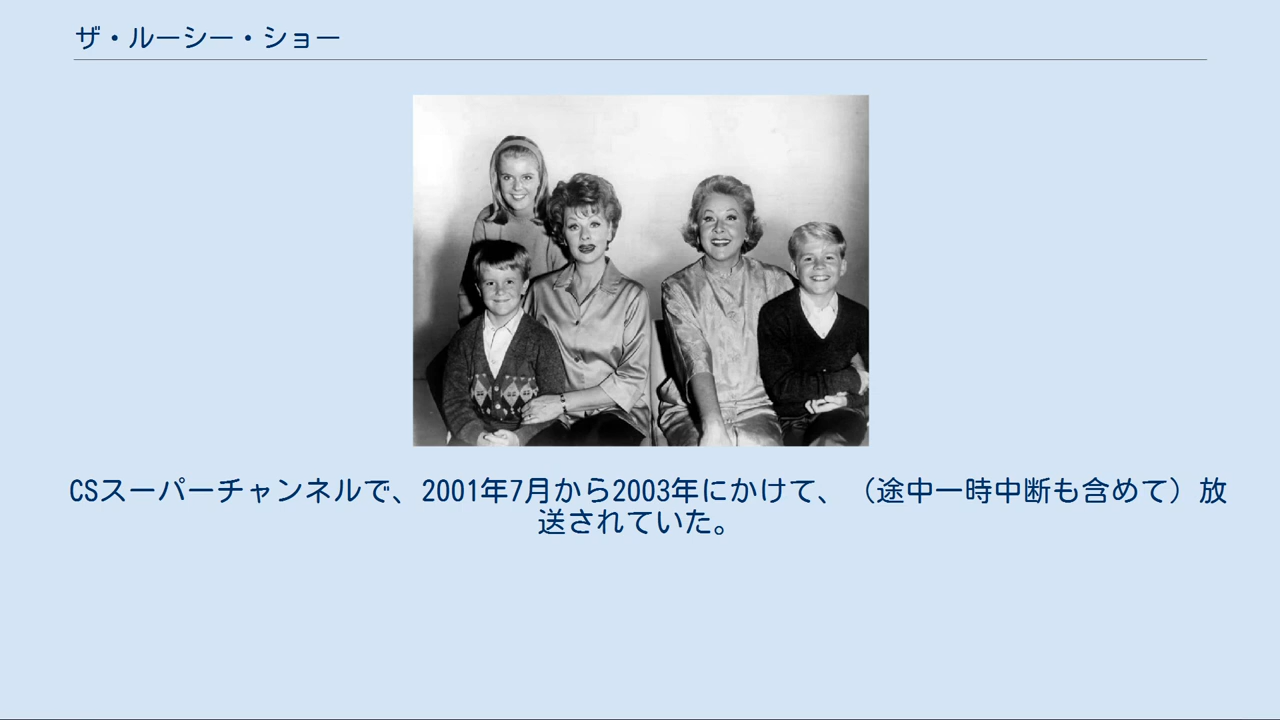 ザ・ルーシー・ショー
CSスーパーチャンネルで、2001年7月から2003年にかけて、（途中一時中断も含めて）放
送されていた。